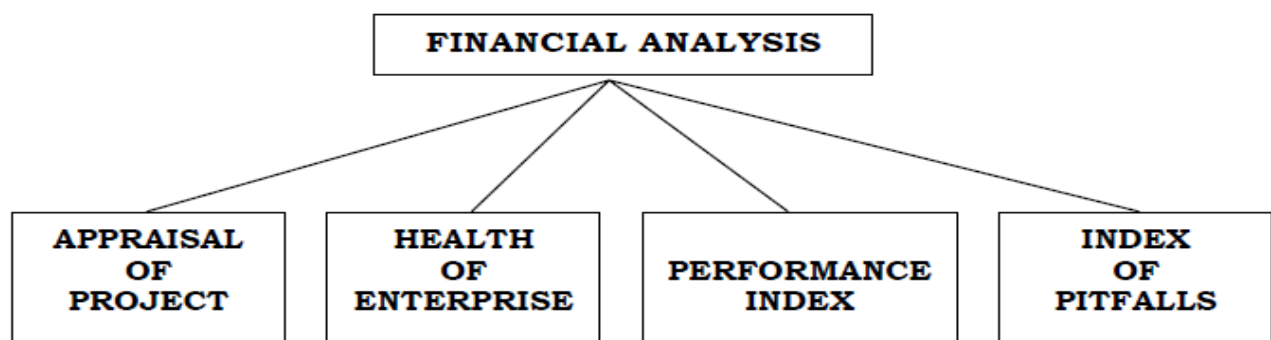 FINANCIAL ANALYSIS
APPRAISAL
OF
PROJECT
HEALTH
OF
ENTERPRISE
PERFORMANCE
INDEX
INDEX
OF
PITFALLS